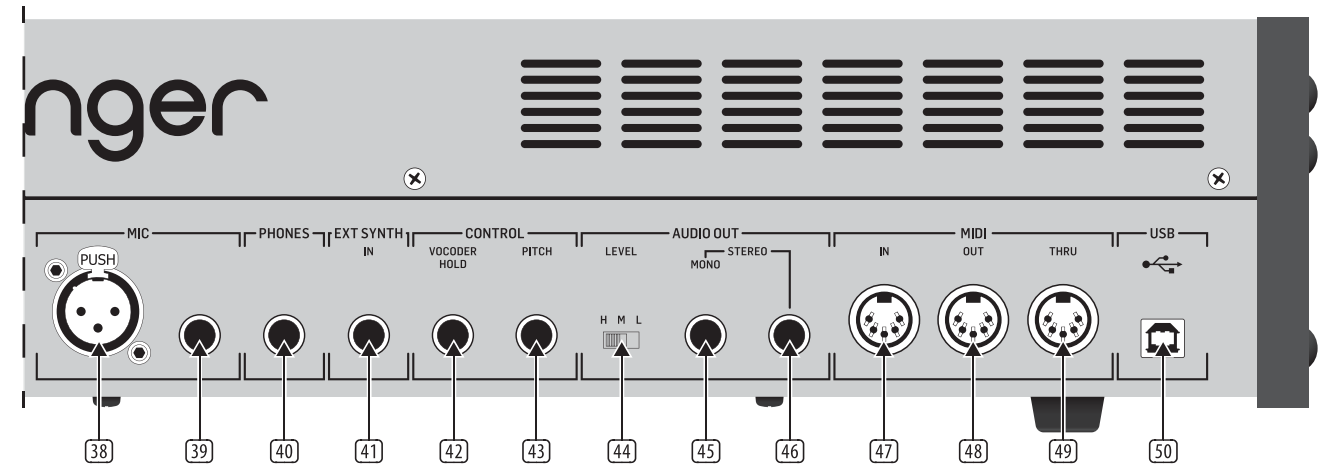 nger
MIC
PHONES
EXT SYNTH
CONTROL
AUDIO OUT
MIDI
USB
PUSH
IN
VOCODER
HOLD
PITCH
LEVEL
MONO
STEREO
IN
OUT
THRU
H M L
38
39
40
41
42
43
44
45
46
47
48
49
50